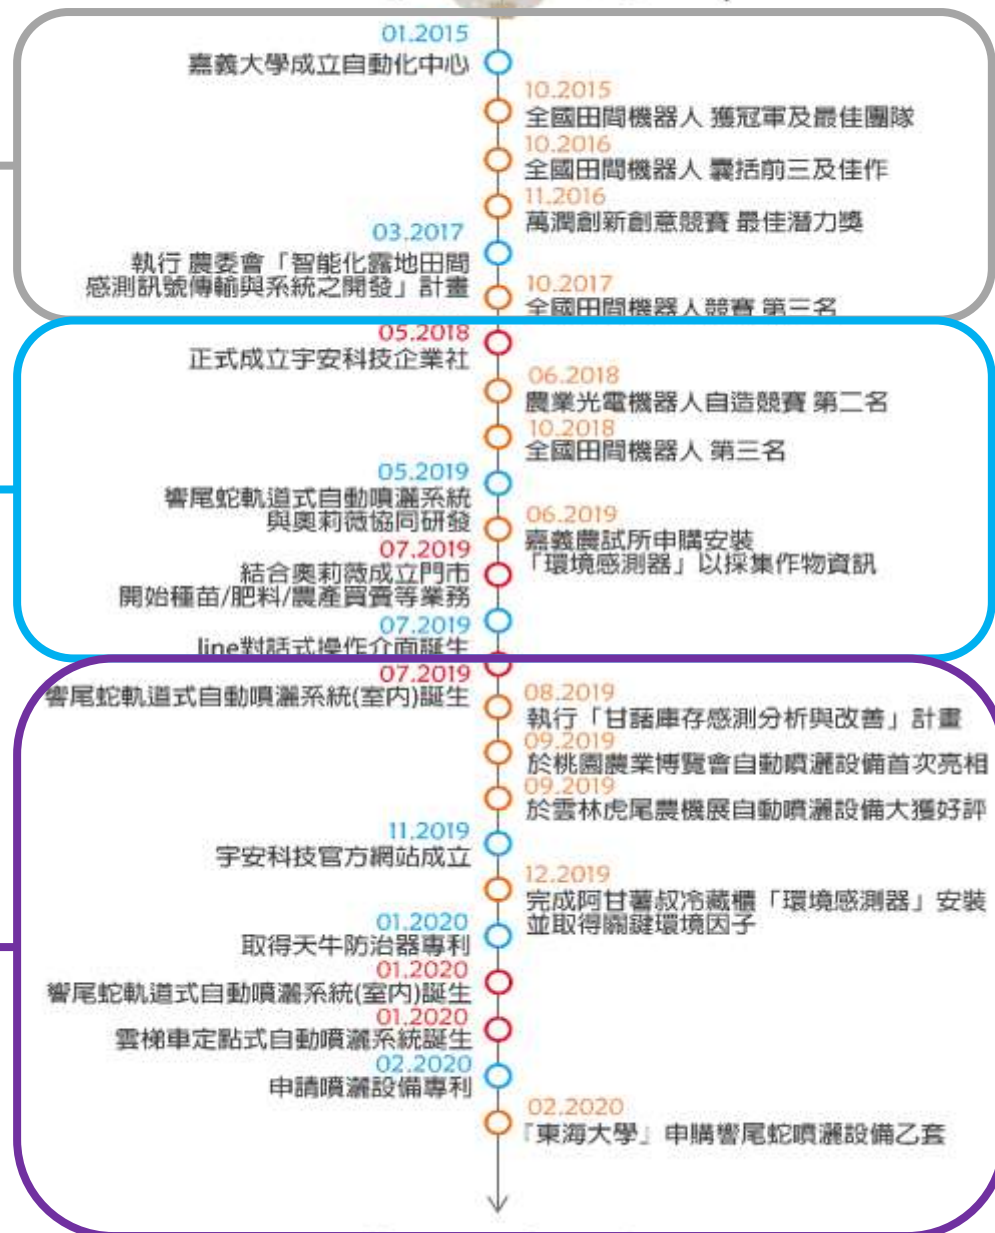 01.2015
嘉義大學成立自動化中心
10.2015
全國田間機器人 獲冠軍及最佳團隊
10.2016
全國田間機器人 囊括前三及佳作
11.2016
萬潤創新創意競賽 最佳潛力獎
03.2017
執行 農委會「智能化露地田間
感測訊號傳輸與系統之開發」計畫
10.2017
全國田間機器人競賽 第三名
05.2018
正式成立宇安科技企業社
06.2018
農業光電機器人自造競賽 第二名
10.2018
全國田間機器人 第三名
05.2019
響尾蛇軌道式自動噴灑系統
與奧莉薇協同研發
06.2019
嘉義農試所申購安裝
「環境感測器」以採集作物資訊
07.2019
結合奧莉薇成立門市
開始種苗/肥料/農產買賣等業務
07.2019
line對話式操作介面誕生
07.2019
響尾蛇軌道式自動噴灑系統(室內)誕生
08.2019
執行「甘藷庫存感測分析與改善」計畫
09.2019
於桃園農業博覽會自動噴灑設備首次亮相
09.2019
於雲林虎尾農機展自動噴灑設備大獲好評
11.2019
宇安科技官方網站成立
12.2019
完成阿甘薯叔冷藏櫃「環境感測器」安裝
並取得關鍵環境因子
01.2020
取得天牛防治器專利
01.2020
響尾蛇軌道式自動噴灑系統(室內)誕生
01.2020
雲梯車定點式自動噴灑系統誕生
02.2020
申請噴灑設備專利
02.2020
「東海大學」申購響尾蛇噴灑設備乙套